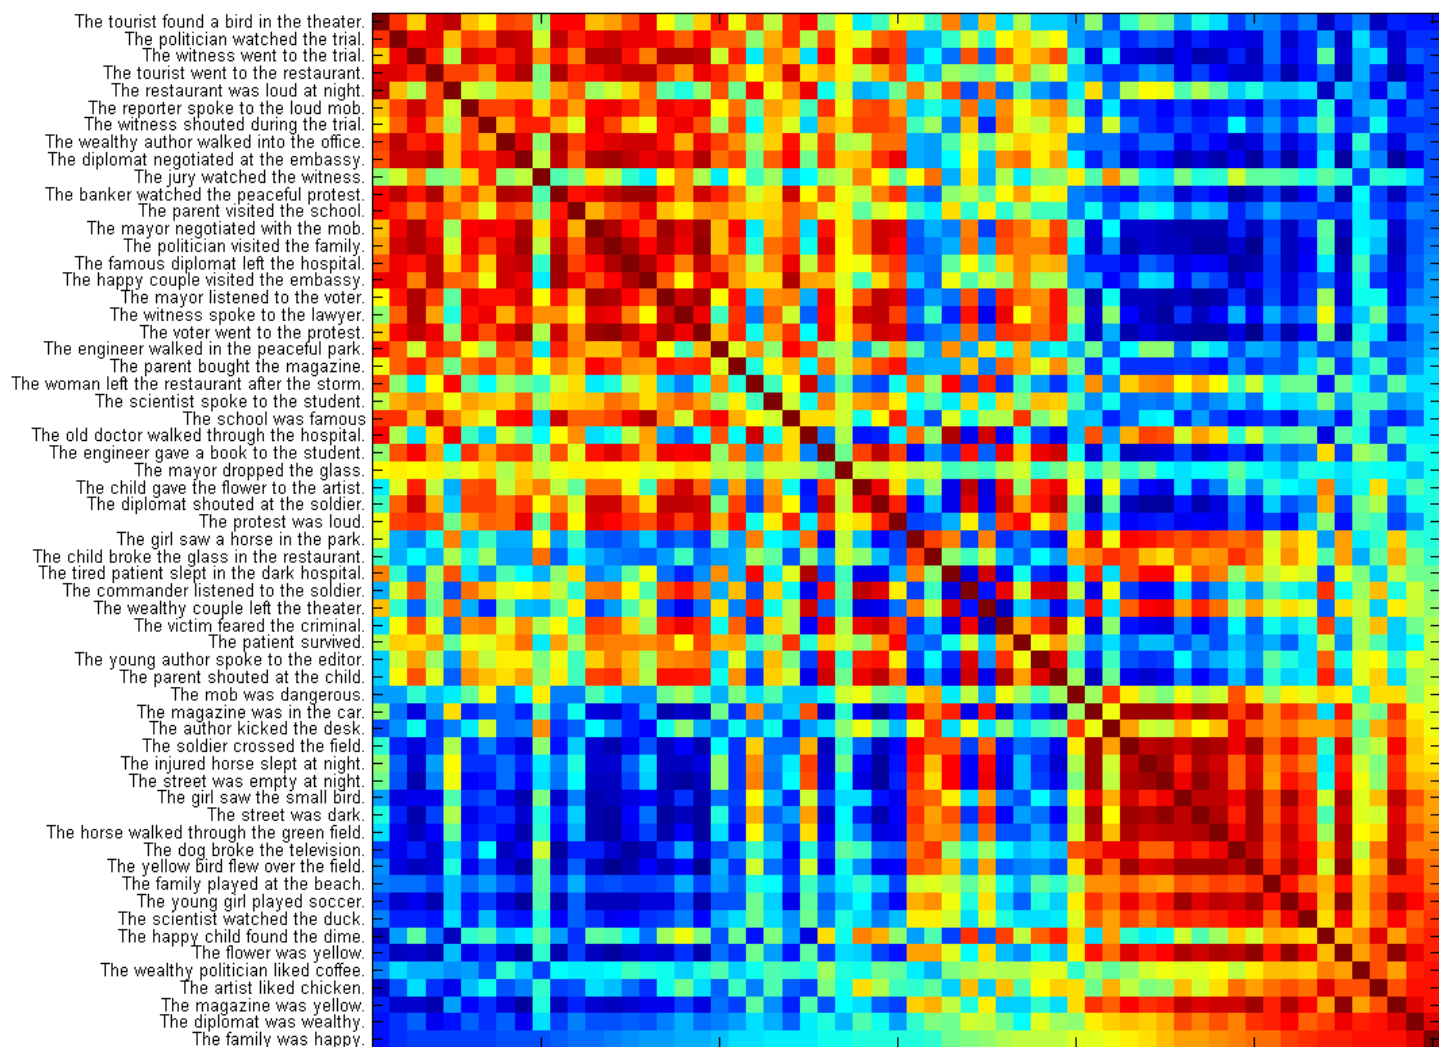 The tourist found a bird in the theater.
The politician watched the trial.
The witness went to the trial.
The tourist went to the restaurant.
The restaurant was loud at night.
The reporter spoke to the loud mob.
The witness shouted during the trial.
The wealthy author walked into the office.
The diplomat negotiated at the embassy.
The jury watched the witness.
The banker watched the peaceful protest.
The parent visited the school.
The mayor negotiated with the mob.
The politician visited the family.
The famous diplomat left the hospital.
The happy couple visited the embassy.
The mayor listened to the voter.
The witness spoke to the lawyer.
The voter went to the protest.
The engineer walked in the peaceful park.
The parent bought the magazine.
The woman left the restaurant after the storm.
The scientist spoke to the student.
The school was famous
The old doctor walked through the hospital.
The engineer gave a book to the student.
The mayor dropped the glass.
The child gave the flower to the artist.
The diplomat shouted at the soldier.
The protest was loud.
The girl saw a horse in the park.
The child broke the glass in the restaurant.
The tired patient slept in the dark hospital.
The commander listened to the soldier.
The wealthy couple left the theater.
The victim feared the criminal.
The patient survived.
The young author spoke to the editor.
The parent shouted at the child.
The mob was dangerous.
The magazine was in the car.
The author kicked the desk.
The soldier crossed the field.
The injured horse slept at night.
The street was empty at night.
The girl saw the small bird.
The street was dark.
The horse walked through the green field.
The dog broke the television.
The yellow bird flew over the field.
The family played at the beach.
The young girl played soccer.
The scientist watched the duck.
The happy child found the dime.
The flower was yellow.
The wealthy politician liked coffee.
The artist liked chicken.
The magazine was yellow.
The diplomat was wealthy.
The family was happy.